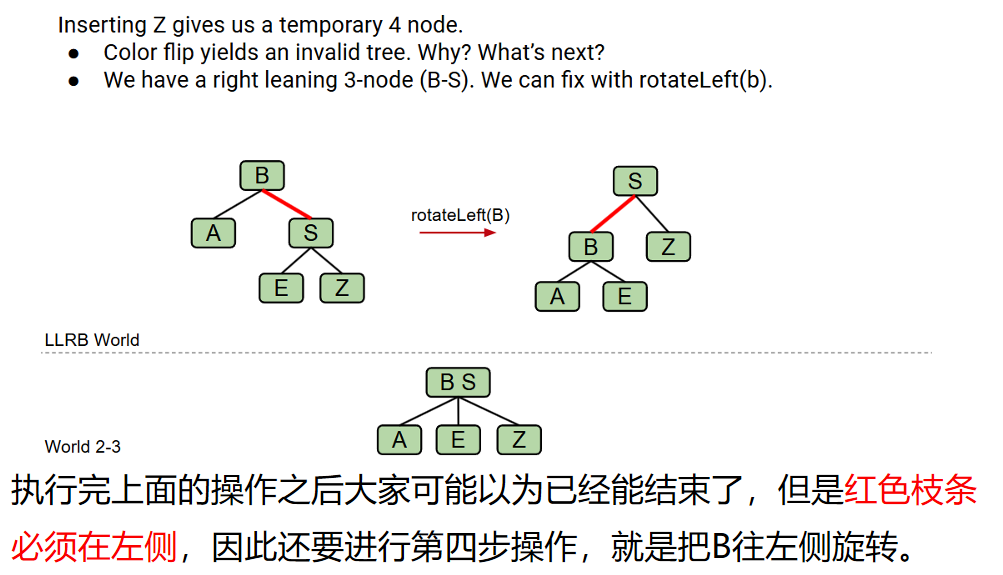 Inserting Z gives us a temporary 4 node.
● Color flip yields an invalid tree. Why? What's next?
● We have a right leaning 3-node (B-S). We can fix with rotateLeft(b).
B
A
S
E
Z
rotateLeft(B)
S
B
Z
A
E
LLRB World
B S
A
E
Z
World 2-3
执行完上面的操作之后大家可能以为已经能结束了，但是红色枝条
必须在左侧，因此还要进行第四步操作，就是把B往左侧旋转。